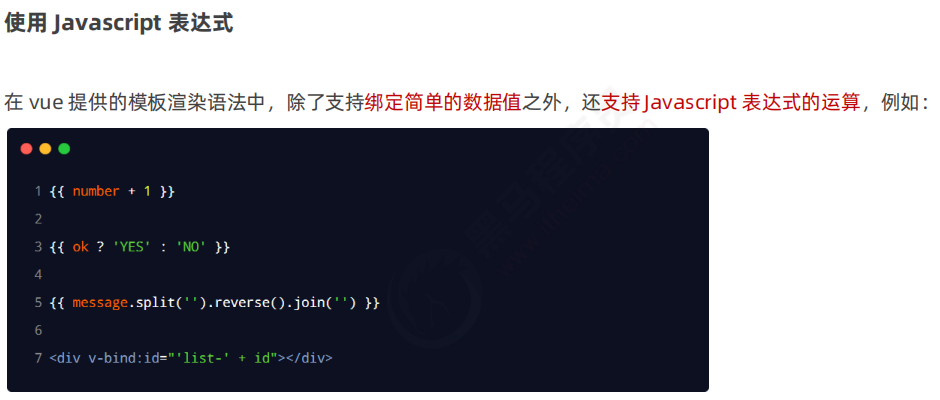 使用 Javascript 表达式
在 vue 提供的模板渲染语法中，除了支持绑定简单的数据值之外，还支持 Javascript 表达式的运算，例如：
1 {{ number + 1 }}
2
3 {{ ok ? 'YES' : 'NO' }}
4
5 {{ message.split('').reverse().join('') }}
6
7 <div v-bind:id="'list-' + id"></div>